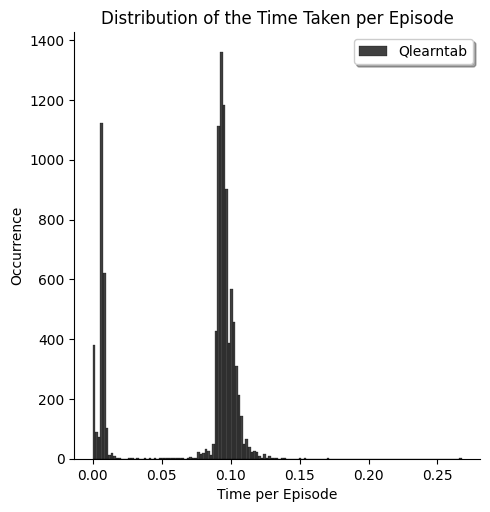 Distribution of the Time Taken per Episode
Qlearntab
1400
1200
1000
800
600
400
200
0
Occurrence
0.00 0.05 0.10 0.15 0.20 0.25
Time per Episode